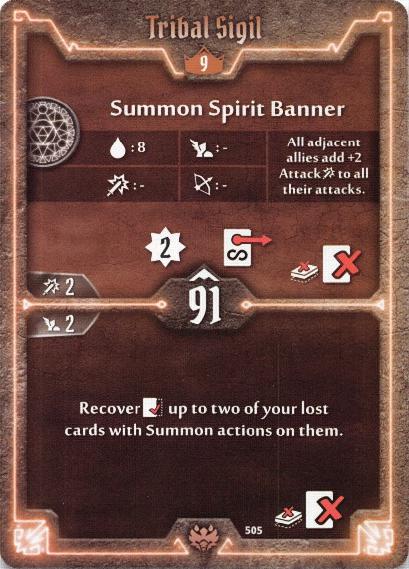 Tribal Sigil
9
Summon Spirit Banner
: 8
: -
: -
: -
All adjacent
allies add +2
Attack to all
their attacks.
2
2
91
2
Recover up to two of your lost
cards with Summon actions on them.
505